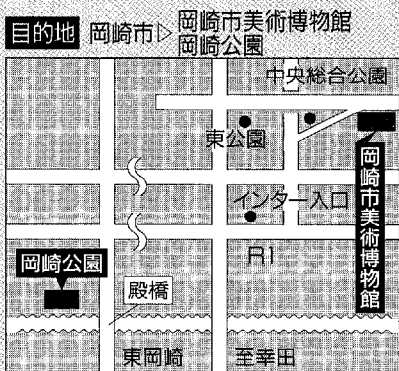 目的地 岡崎市▷岡崎市美術博物館
岡崎公園
中央総合公園
東公園
岡崎市美術博物館
インター入口
R1
岡崎公園
殿橋
東岡崎
至幸田